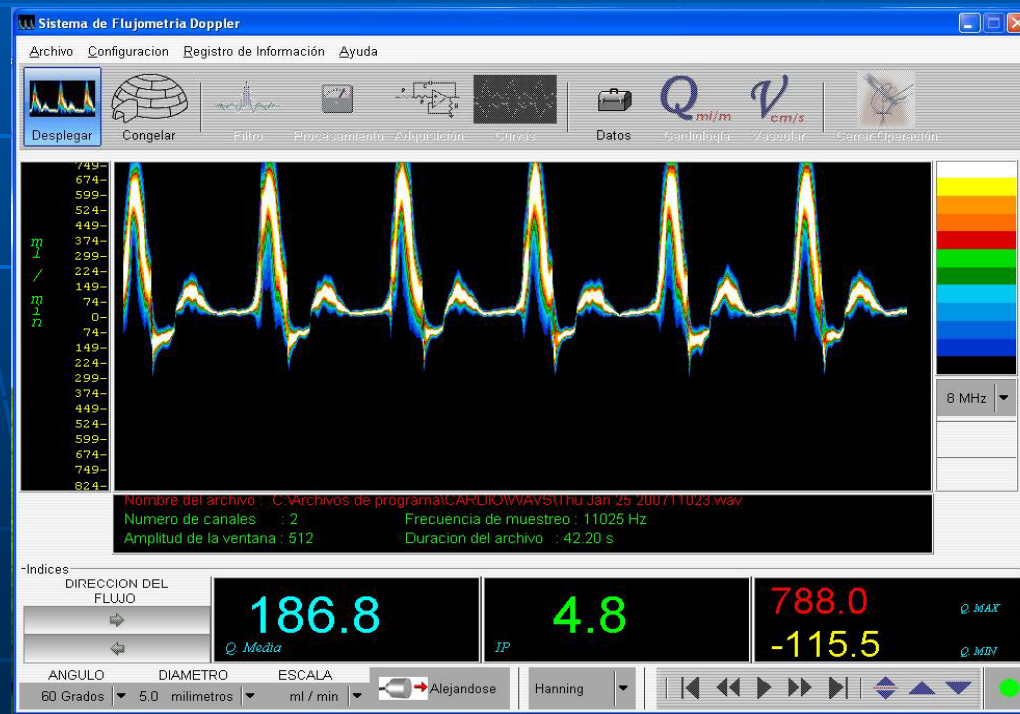 Sistema de Flujometria Doppler
Archivo Configuracion Registro de Información Ayuda
Q ml/m V cm/s
Desplegar Congelar Filtro Procesamiento Adquisición Curvas Datos Cardiología Vascular Cerrar Operación
749-
674-
599-
524-
449-
374-
299-
224-
149-
74-
0-
74-
149-
224-
299-
374-
449-
524-
599-
674-
749-
824-
ml / min
8 MHz
Nombre del archivo : C:\Archivos de programa\CARDIOWAVS\Thu Jan 25 200711023.wav
Numero de canales : 2 Frecuencia de muestreo : 11025 Hz
Amplitud de la ventana : 512 Duracion del archivo : 42.20 s
Indices
DIRECCION DEL
FLUJO
186.8
Q Media
4.8
IP
788.0 Q MAX
-115.5 Q MIN
ANGULO DIAMETRO ESCALA
60 Grados 5.0 milimetros ml / min Alejandose Hanning